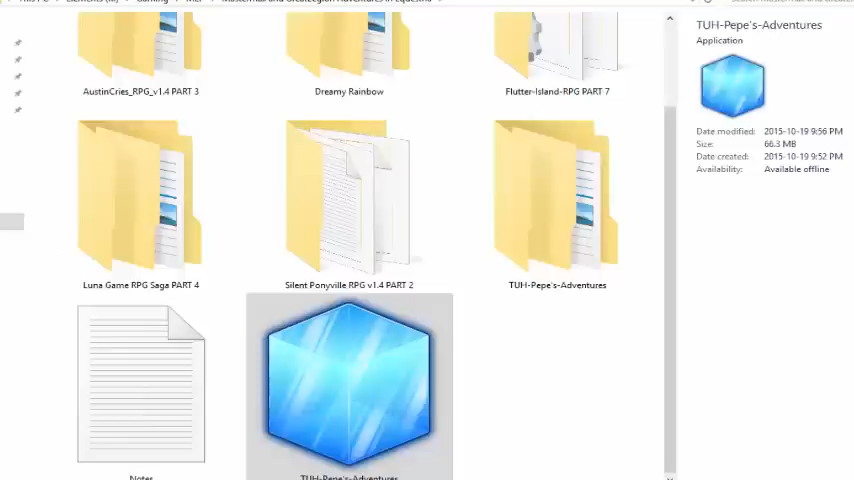 TUH-Pepe's-Adventures
Application
AustinCries_RPG_v1.4 PART 3
Dreamy Rainbow
Flutter-Island-RPG PART 7
Date modified: 2015-10-19 9:56 PM
Size: 66.3 MB
Date created: 2015-10-19 9:52 PM
Availability: Available offline
Luna Game RPG Saga PART 4
Silent Ponyville RPG v1.4 PART 2
TUH-Pepe's-Adventures
Notes
TUH-Pepe's-Adventures